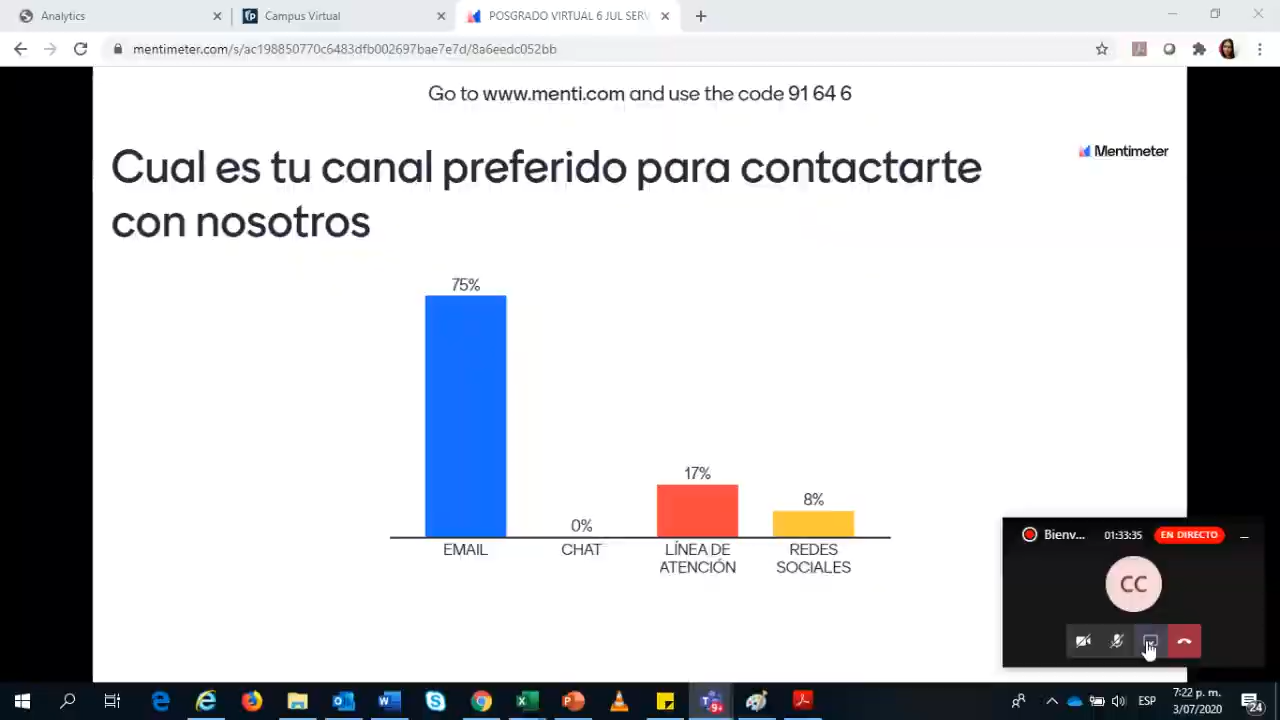 Analytics
Campus Virtual
POSGRADO VIRTUAL 6 JUL SERV
mentimeter.com/s/ac198850770c6483dfb002697bae7e7d/8a6eedc052bb
Go to www.menti.com and use the code 91 64 6
Mentimeter
Cual es tu canal preferido para contactarte
con nosotros
75%
0%
17%
8%
EMAIL
CHAT
LÍNEA DE
ATENCIÓN
REDES
SOCIALES
Bienv...
01:33:35
EN DIRECTO
CC
ESP
7:22 p. m.
3/07/2020
24